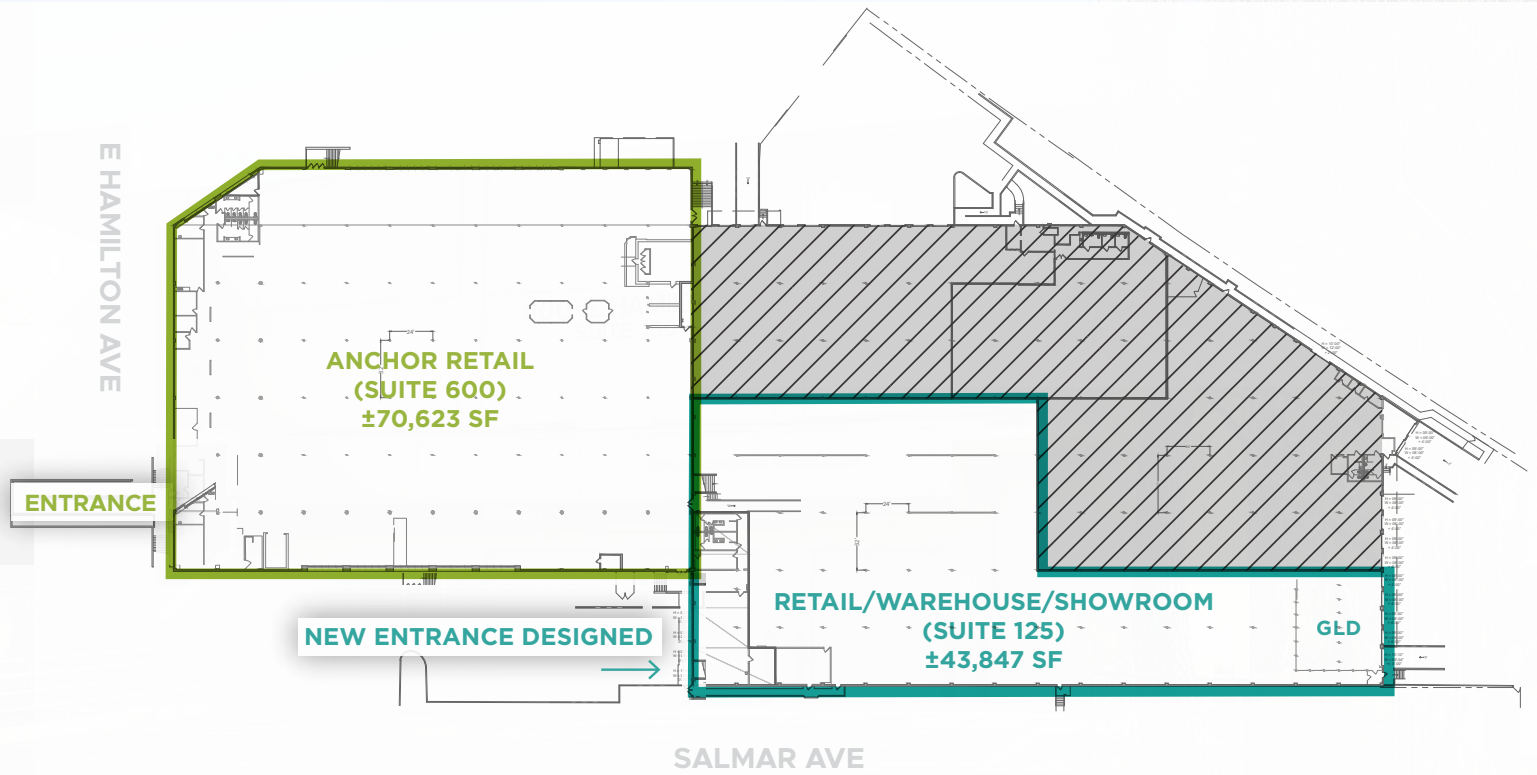 E HAMILTON AVE
ANCHOR RETAIL
(SUITE 600)
±70,623 SF
ENTRANCE
NEW ENTRANCE DESIGNED
RETAIL/WAREHOUSE/SHOWROOM
(SUITE 125)
±43,847 SF
GLD
SALMAR AVE